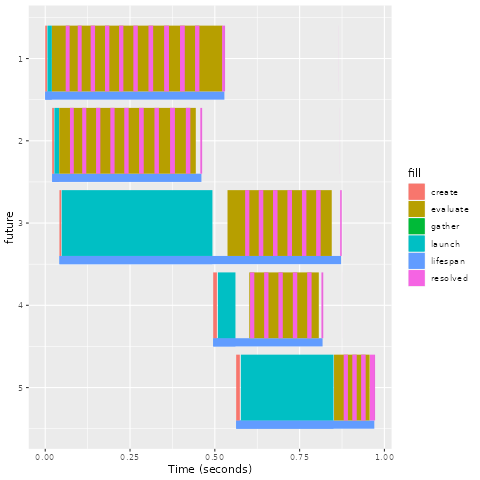 1
2
3
4
5
future
0.00
0.25
0.50
0.75
1.00
Time (seconds)
fill
create
evaluate
gather
launch
lifespan
resolved